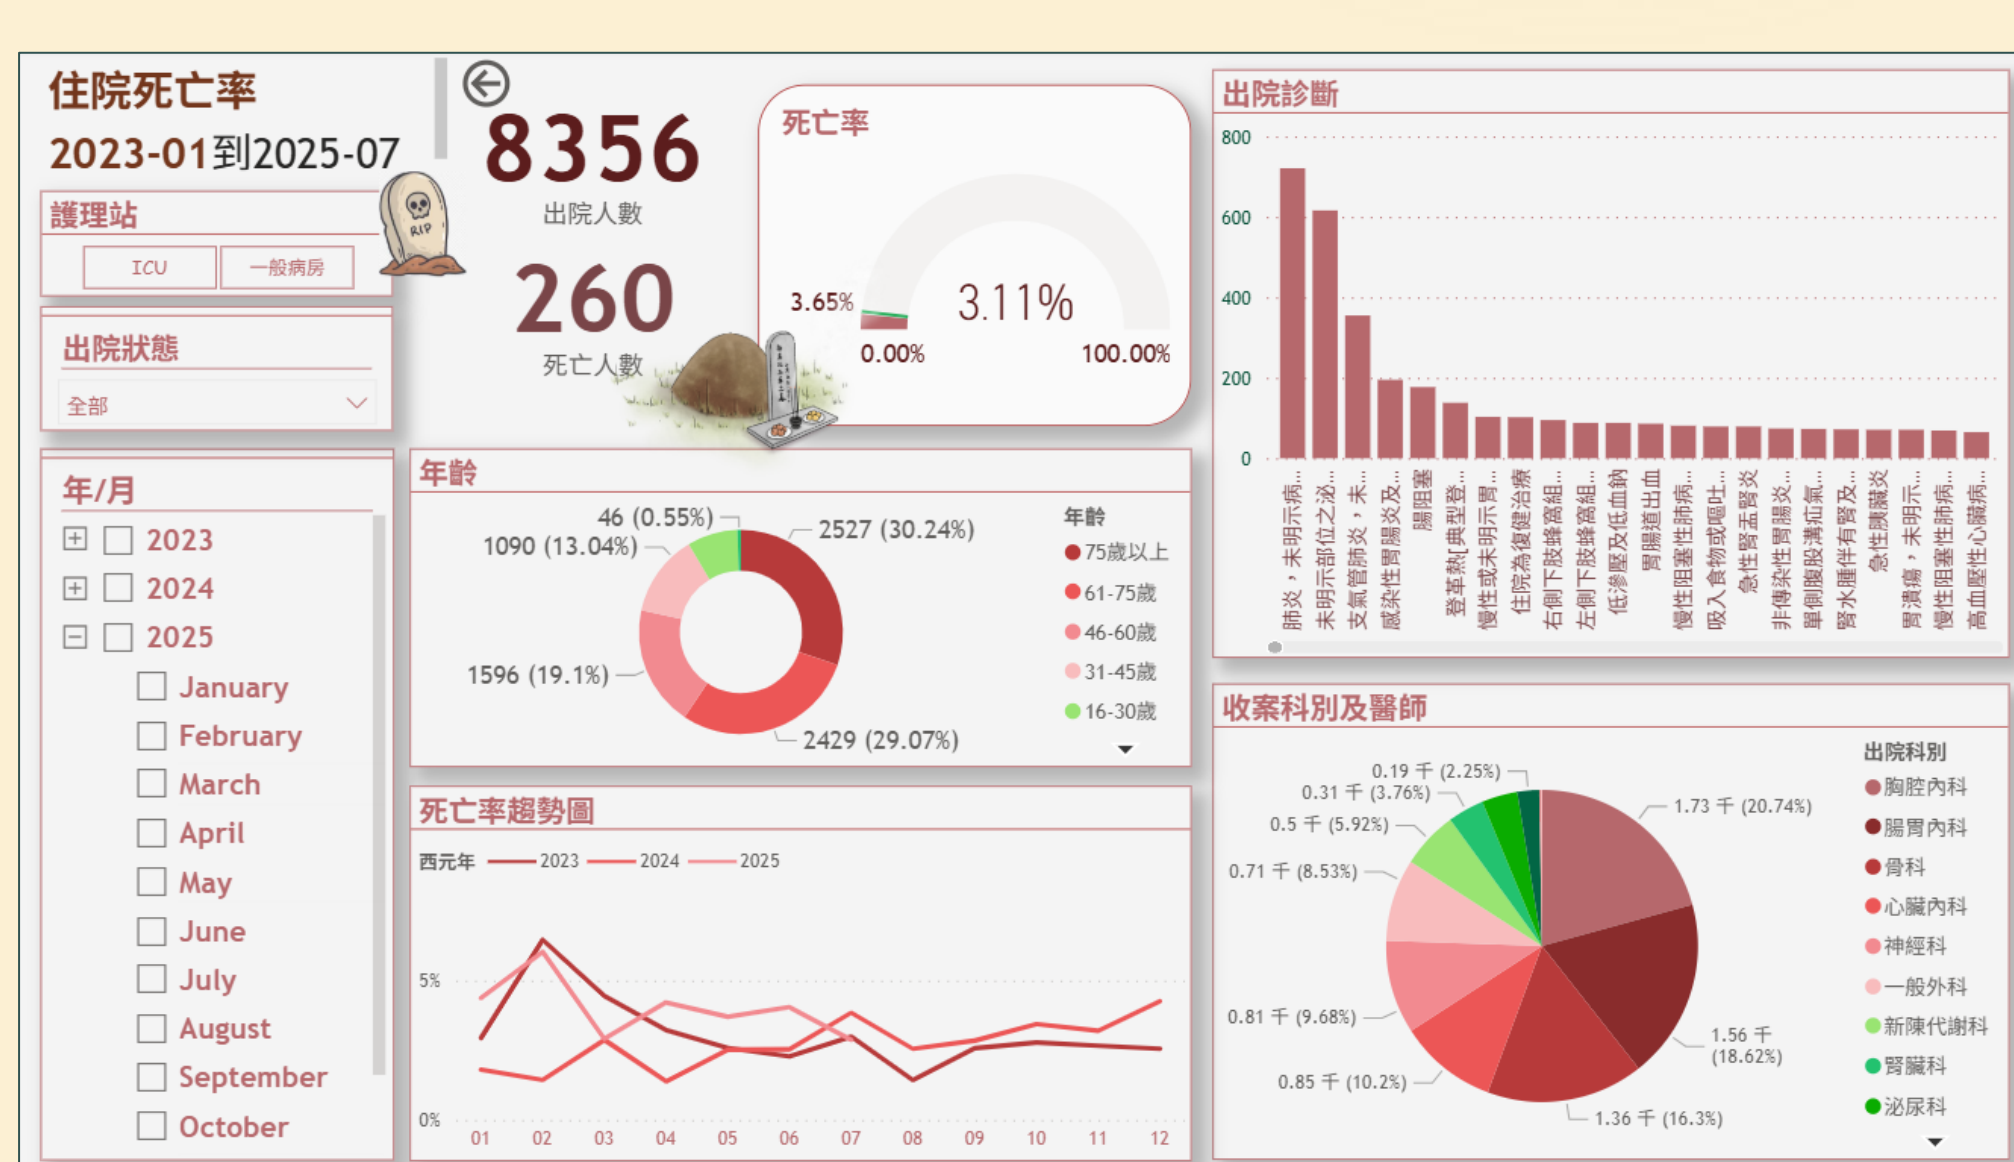 住院死亡率
2023-01到2025-07
護理站
ICU
一般病房
出院狀態
全部
年/月
2023
2024
2025
January
February
March
April
May
June
July
August
September
October
8356
出院人數
260
死亡人數
RIP
死亡率
3.65%
3.11%
0.00%
100.00%
年齡
46 (0.55%)
2527 (30.24%)
1090 (13.04%)
1596 (19.1%)
2429 (29.07%)
年齡
75歲以上
61-75歲
46-60歲
31-45歲
16-30歲
死亡率趨勢圖
西元年 2023 2024 2025
5%
0%
01 02 03 04 05 06 07 08 09 10 11 12
出院診斷
800
600
400
200
0
肺炎，未明示病...
未明示部位之泌...
支氣管肺炎，未...
感染性胃腸炎及...
腸阻塞
登革熱[典型登...
慢性或未明示胃...
住院為復健治療
右側下肢蜂窩組...
左側下肢蜂窩組...
低滲壓及低血鈉
胃腸道出血
慢性阻塞性肺病...
吸入食物或嘔吐...
急性腎盂腎炎
非傳染性胃腸炎...
單側腹股溝疝氣...
腎水腫伴有腎及...
急性胰臟炎
胃潰瘍，未明示...
慢性阻塞性肺病...
高血壓性心臟病...
收案科別及醫師
0.19 千 (2.25%)
0.31 千 (3.76%)
0.5 千 (5.92%)
0.71 千 (8.53%)
0.81 千 (9.68%)
0.85 千 (10.2%)
1.73 千 (20.74%)
1.56 千
(18.62%)
1.36 千 (16.3%)
出院科別
胸腔內科
腸胃內科
骨科
心臟內科
神經科
一般外科
新陳代謝科
腎臟科
泌尿科